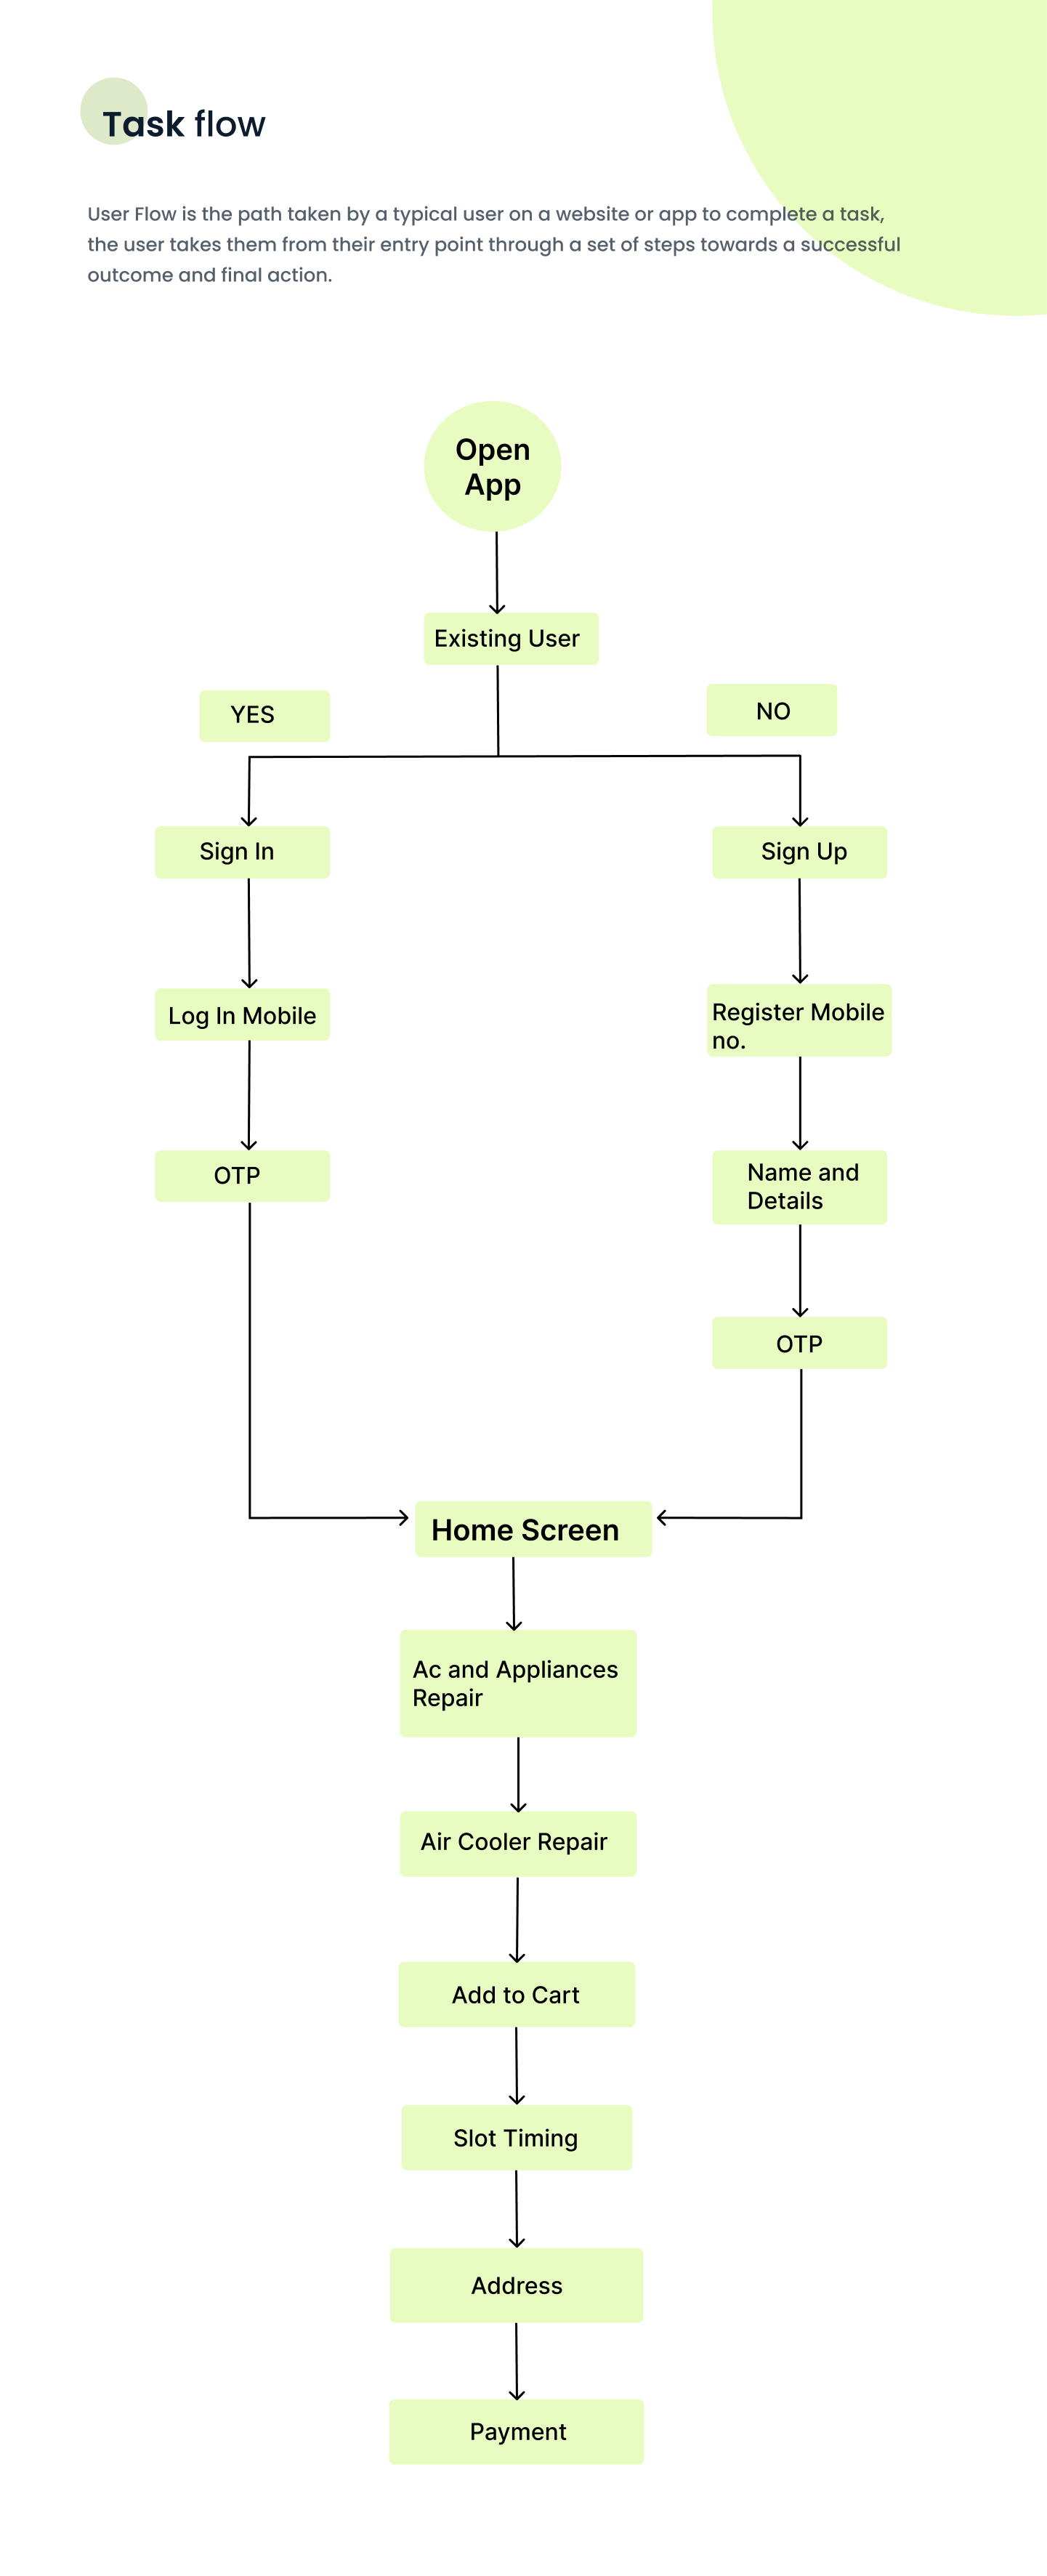 Task flow
User Flow is the path taken by a typical user on a website or app to complete a task,
the user takes them from their entry point through a set of steps towards a successful
outcome and final action.
Open
App
Existing User
YES
NO
Sign In
Sign Up
Log In Mobile
Register Mobile
no.
OTP
Name and
Details
OTP
Home Screen
Ac and Appliances
Repair
Air Cooler Repair
Add to Cart
Slot Timing
Address
Payment